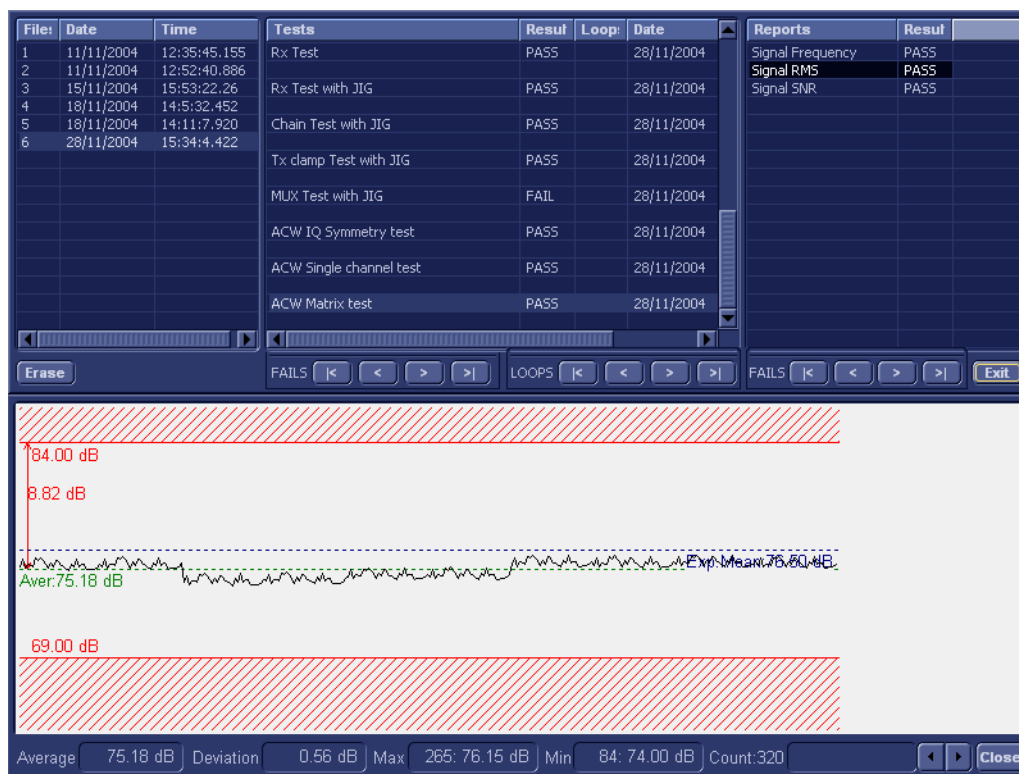 File: Date Time
1 11/11/2004 12:35:45.155
2 11/11/2004 12:52:40.886
3 15/11/2004 15:53:22.26
4 18/11/2004 14:5:32.452
5 18/11/2004 14:11:7.920
6 28/11/2004 15:34:4.422
Erase
Tests Resul Loop: Date
Rx Test PASS 28/11/2004
Rx Test with JIG PASS 28/11/2004
Chain Test with JIG PASS 28/11/2004
Tx clamp Test with JIG PASS 28/11/2004
MUX Test with JIG FAIL 28/11/2004
ACW IQ Symmetry test PASS 28/11/2004
ACW Single channel test PASS 28/11/2004
ACW Matrix test PASS 28/11/2004
FAILS |< < > >| LOOPS |< < > >|
Reports Resul
Signal Frequency PASS
Signal RMS PASS
Signal SNR PASS
FAILS |< < > >| Exit
84.00 dB
8.82 dB
Exp.Mean:76.50 dB
Aver:75.18 dB
69.00 dB
Average 75.18 dB Deviation 0.56 dB Max 265: 76.15 dB Min 84: 74.00 dB Count:320 Close